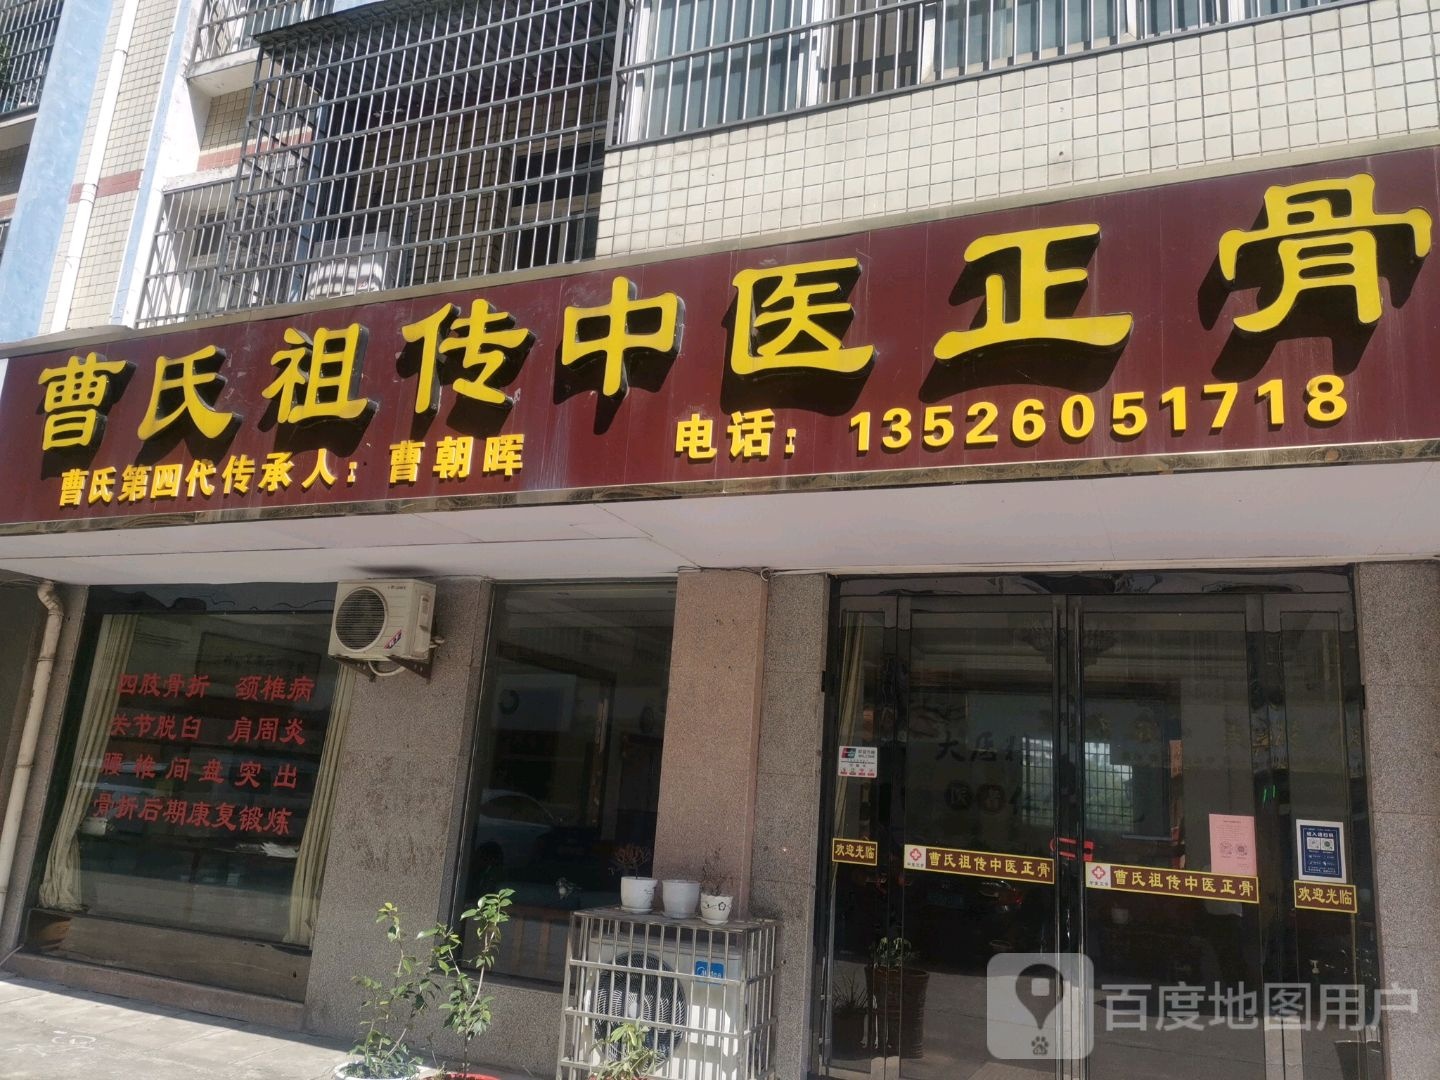 曹氏祖传中医正骨
曹氏第四代传承人：曹朝晖
电话：13526051718
四肢骨折 颈椎病
关节脱臼 肩周炎
腰椎间盘突出
骨折后期康复锻炼
欢迎光临
曹氏祖传中医正骨
曹氏祖传中医正骨
欢迎光临
Midea
百度地图用户